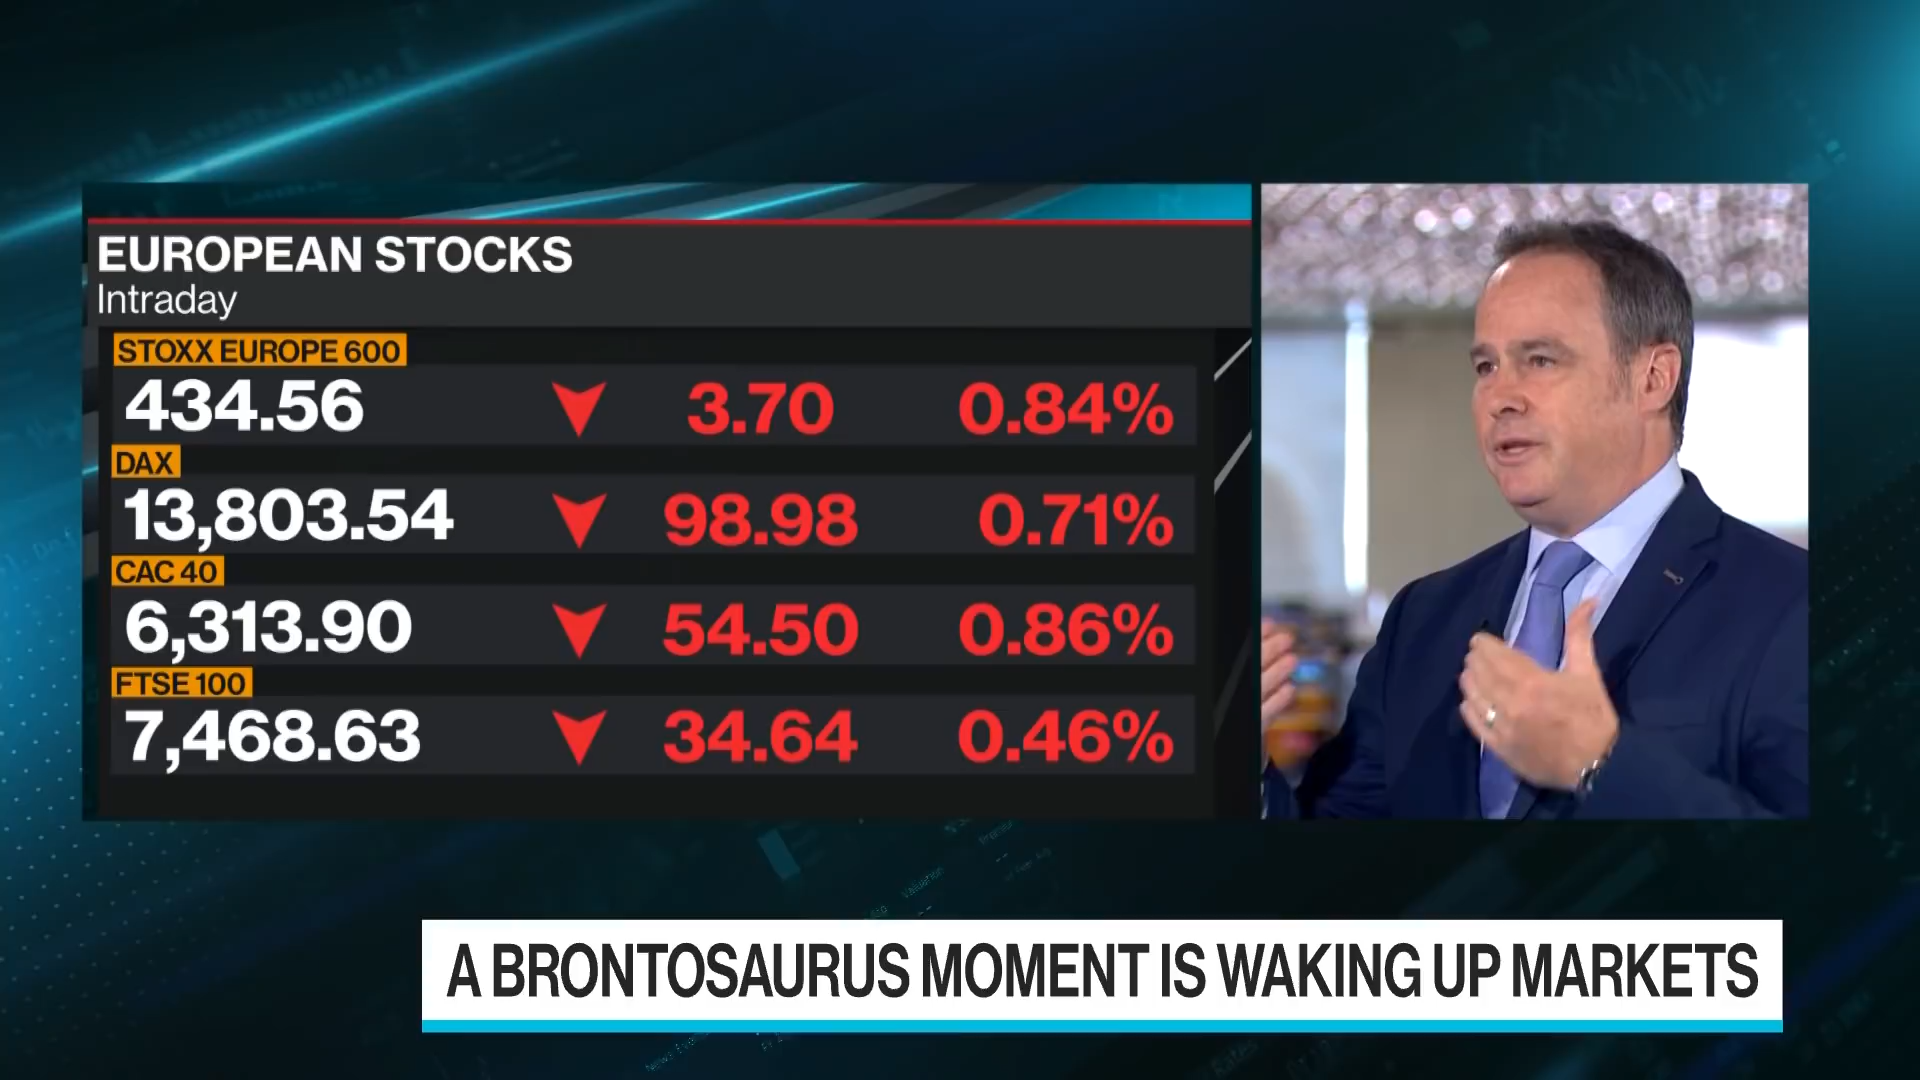 EUROPEAN STOCKS
Intraday
STOXX EUROPE 600
434.56 3.70 0.84%
DAX
13,803.54 98.98 0.71%
CAC 40
6,313.90 54.50 0.86%
FTSE 100
7,468.63 34.64 0.46%
Valuation
A BRONTOSAURUS MOMENT IS WAKING UP MARKETS